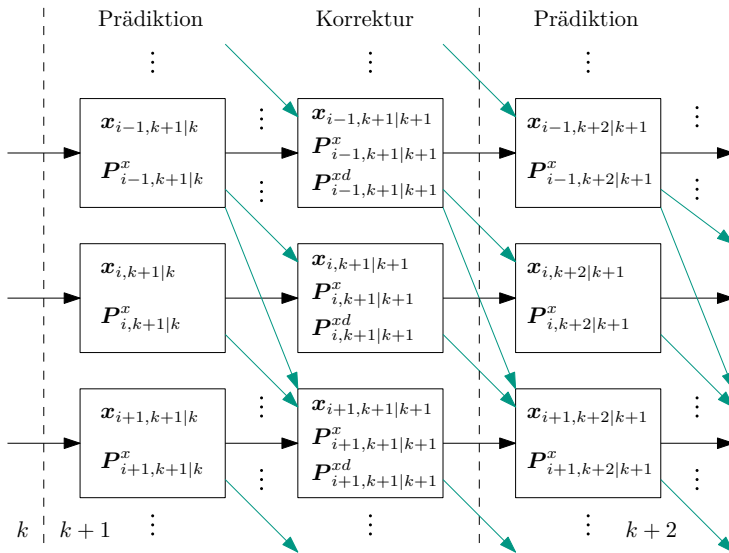 Prädiktion Korrektur Prädiktion
x_{i-1,k+1|k} x_{i-1,k+1|k+1} x_{i-1,k+2|k+1}
P^x_{i-1,k+1|k} P^x_{i-1,k+1|k+1} P^x_{i-1,k+2|k+1}
P^{xd}_{i-1,k+1|k+1}
x_{i,k+1|k} x_{i,k+1|k+1} x_{i,k+2|k+1}
P^x_{i,k+1|k} P^x_{i,k+1|k+1} P^x_{i,k+2|k+1}
P^{xd}_{i,k+1|k+1}
x_{i+1,k+1|k} x_{i+1,k+1|k+1} x_{i+1,k+2|k+1}
P^x_{i+1,k+1|k} P^x_{i+1,k+1|k+1} P^x_{i+1,k+2|k+1}
P^{xd}_{i+1,k+1|k+1}
k k + 1 k + 2